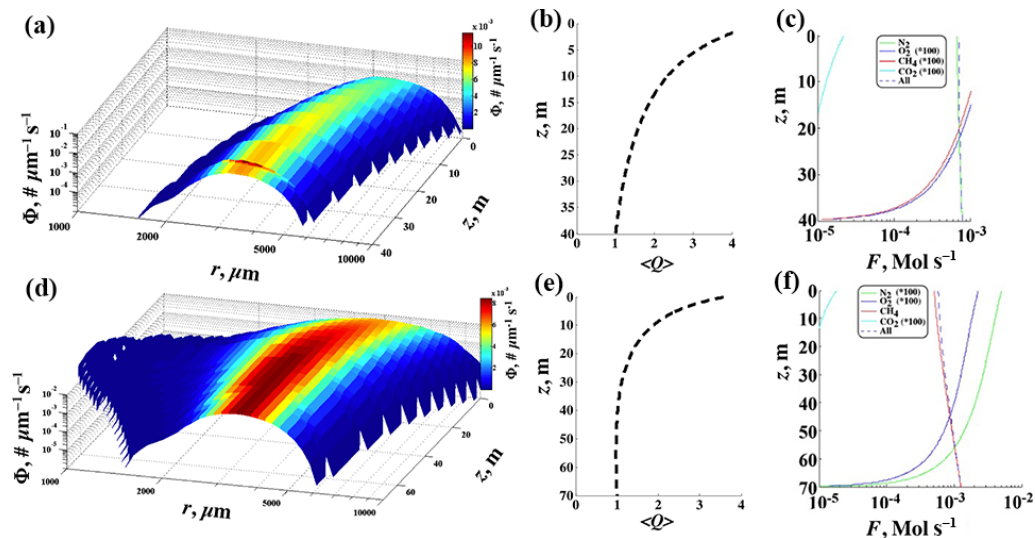 (a)
× 10⁻³
10
8
6
4
2
0
Φ, # μm⁻¹ s⁻¹
Φ, # μm⁻¹ s⁻¹
10⁻¹
10⁻²
10⁻³
10⁻⁴
1000
2000
5000
10000
r, μm
0
10
20
30
40
z, m
(b)
0
5
10
15
20
25
30
35
40
z, m
0 1 2 3 4
<Q>
(c)
0
10
20
30
40
z, m
N₂
O₂ (*100)
CH₄ (*100)
CO₂ (*100)
All
10⁻⁵ 10⁻⁴ 10⁻³
F, Mol s⁻¹
(d)
× 10⁻³
8
6
4
2
0
Φ, # μm⁻¹ s⁻¹
Φ, # μm⁻¹ s⁻¹
10⁻²
10⁻³
10⁻⁴
10⁻⁵
1000
2000
5000
10000
r, μm
0
20
40
60
z, m
(e)
0
10
20
30
40
50
60
70
z, m
0 1 2 3 4
<Q>
(f)
0
10
20
30
40
50
60
70
z, m
N₂ (*100)
O₂ (*100)
CH₄
CO₂ (*100)
All
10⁻⁵ 10⁻⁴ 10⁻³ 10⁻²
F, Mol s⁻¹